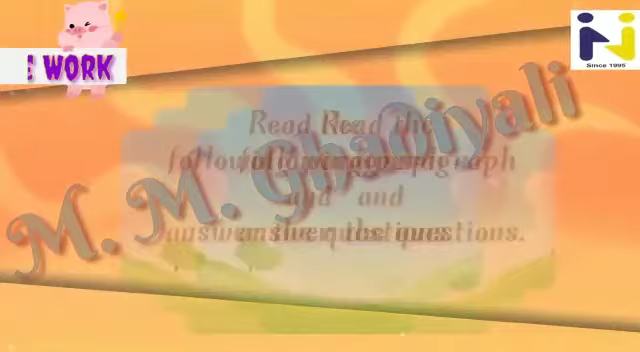 E WORK
Since 1995
M. M. Ghadiyali
Read the
following paragraph
and
answer the questions.